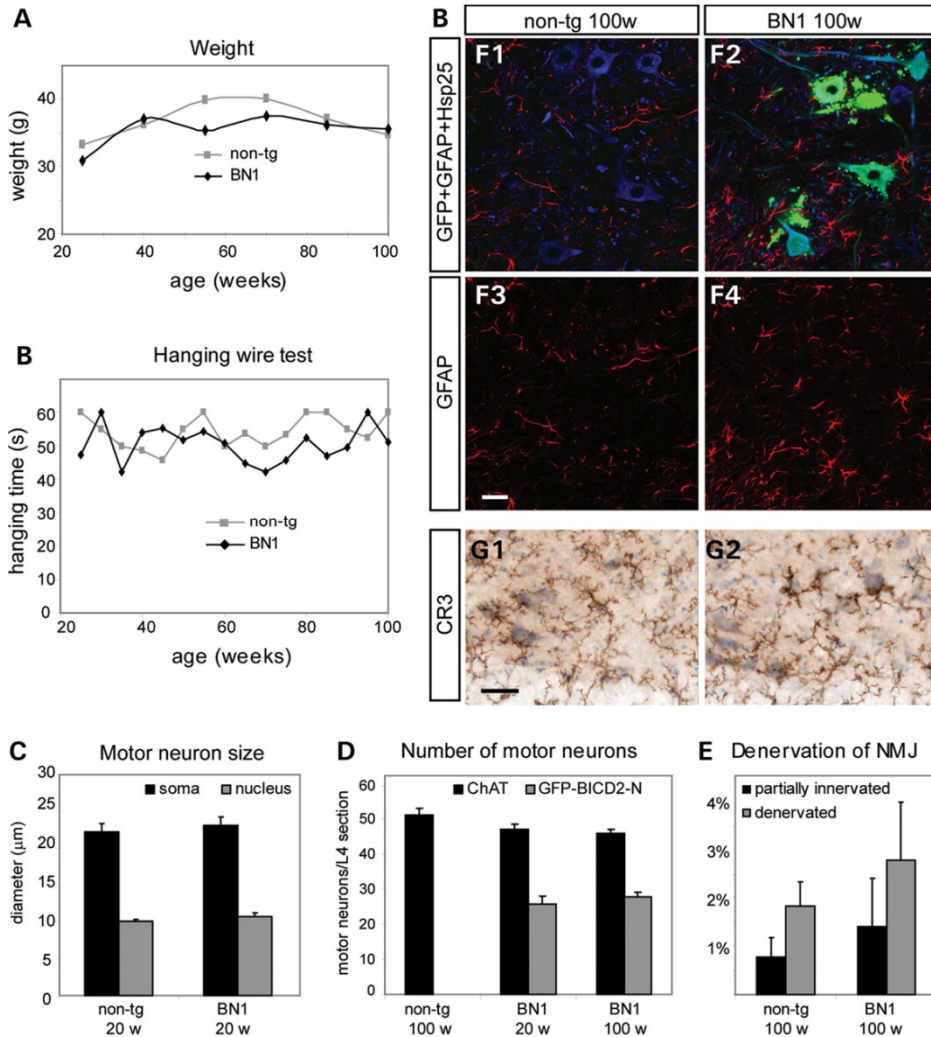 A
Weight
weight (g)
40
30
20
non-tg
BN1
20 40 60 80 100
age (weeks)
B
Hanging wire test
hanging time (s)
60
50
40
30
20
10
0
non-tg
BN1
20 40 60 80 100
age (weeks)
B
non-tg 100w
BN1 100w
GFP+GFAP+Hsp25
F1
F2
GFAP
F3
F4
CR3
G1
G2
C
Motor neuron size
diameter (µm)
30
25
20
15
10
5
0
soma
nucleus
non-tg
20 w
BN1
20 w
D
Number of motor neurons
motor neurons/L4 section
60
50
40
30
20
10
0
ChAT
GFP-BICD2-N
non-tg
100 w
BN1
20 w
BN1
100 w
E
Denervation of NMJ
partially innervated
denervated
4%
3%
2%
1%
non-tg
100w
BN1
100 w